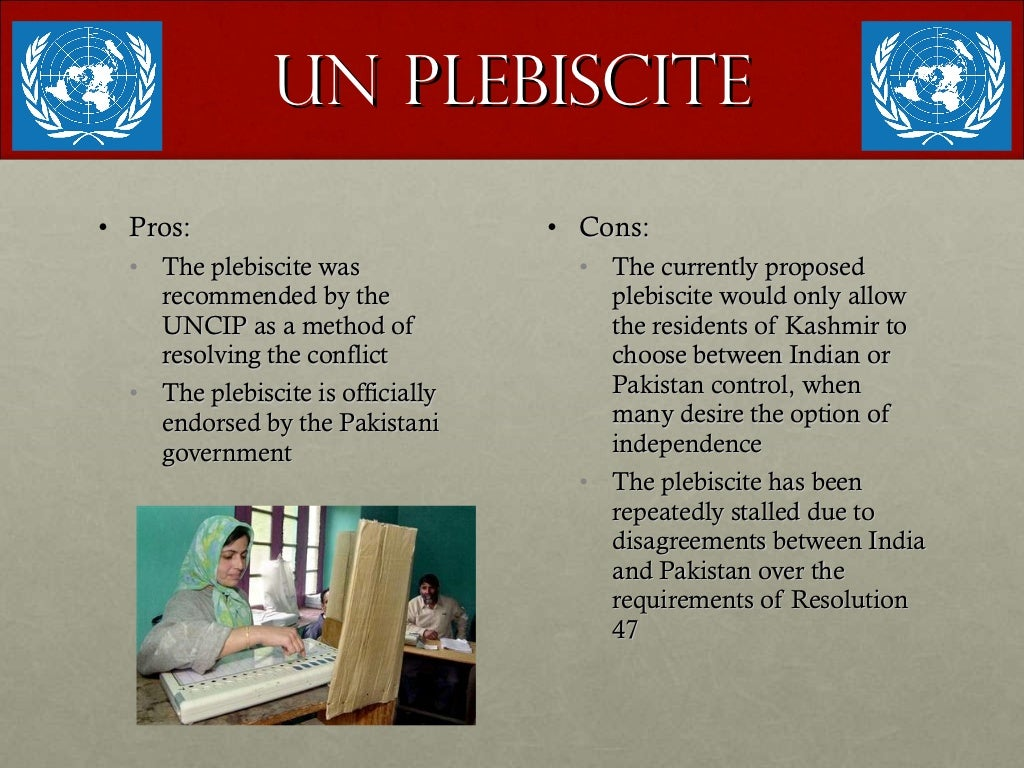 UN PLEBISCITE
• Pros:
• The plebiscite was
recommended by the
UNCIP as a method of
resolving the conflict
• The plebiscite is officially
endorsed by the Pakistani
government
• Cons:
• The currently proposed
plebiscite would only allow
the residents of Kashmir to
choose between Indian or
Pakistan control, when
many desire the option of
independence
• The plebiscite has been
repeatedly stalled due to
disagreements between India
and Pakistan over the
requirements of Resolution
47